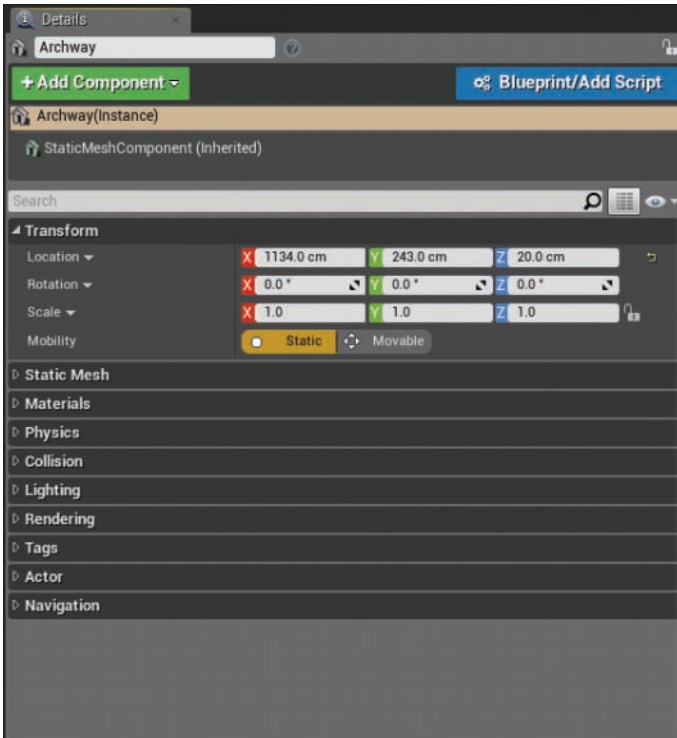 Details
Archway
+ Add Component
Blueprint/Add Script
Archway(Instance)
StaticMeshComponent (Inherited)
Search
Transform
Location X 1134.0 cm Y 243.0 cm Z 20.0 cm
Rotation X 0.0 ° Y 0.0 ° Z 0.0 °
Scale X 1.0 Y 1.0 Z 1.0
Mobility Static Movable
Static Mesh
Materials
Physics
Collision
Lighting
Rendering
Tags
Actor
Navigation